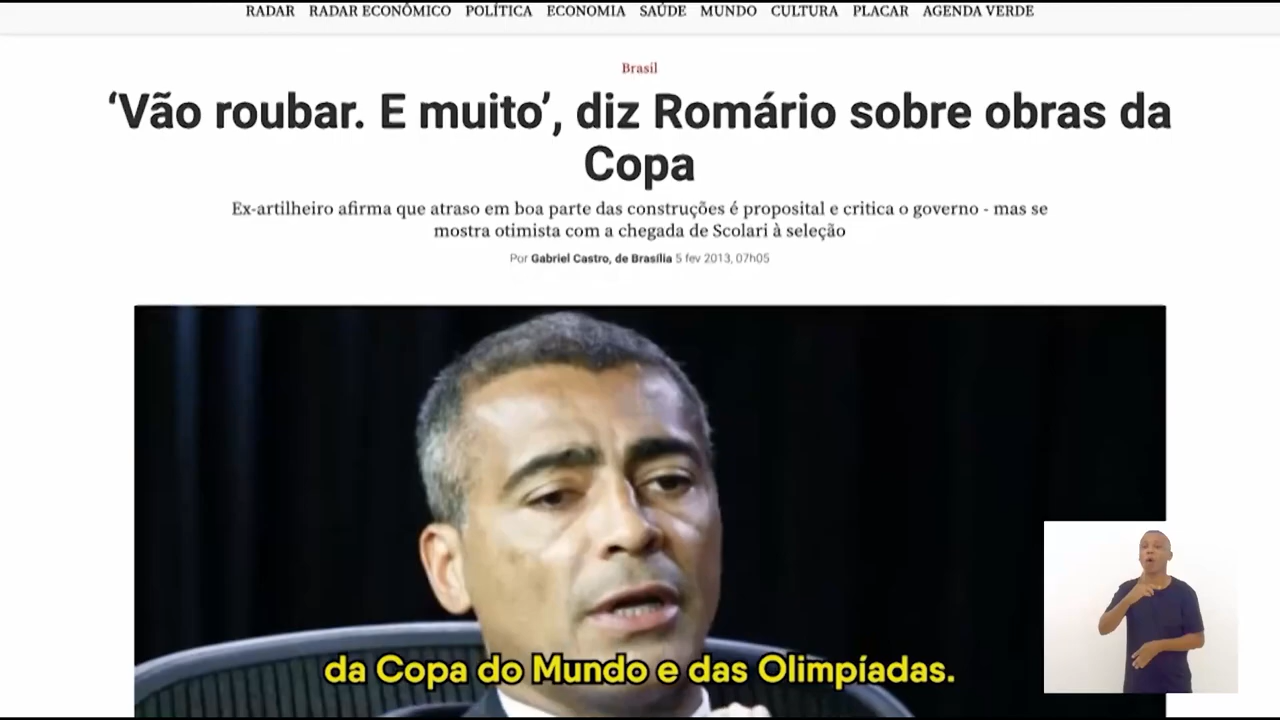 RADAR RADAR ECONÔMICO POLÍTICA ECONOMIA SAÚDE MUNDO CULTURA PLACAR AGENDA VERDE
Brasil
‘Vão roubar. E muito’, diz Romário sobre obras da
Copa
Ex-artilheiro afirma que atraso em boa parte das construções é proposital e critica o governo - mas se
mostra otimista com a chegada de Scolari à seleção
Por Gabriel Castro, de Brasília 5 fev 2013, 07h05
da Copa do Mundo e das Olimpíadas.